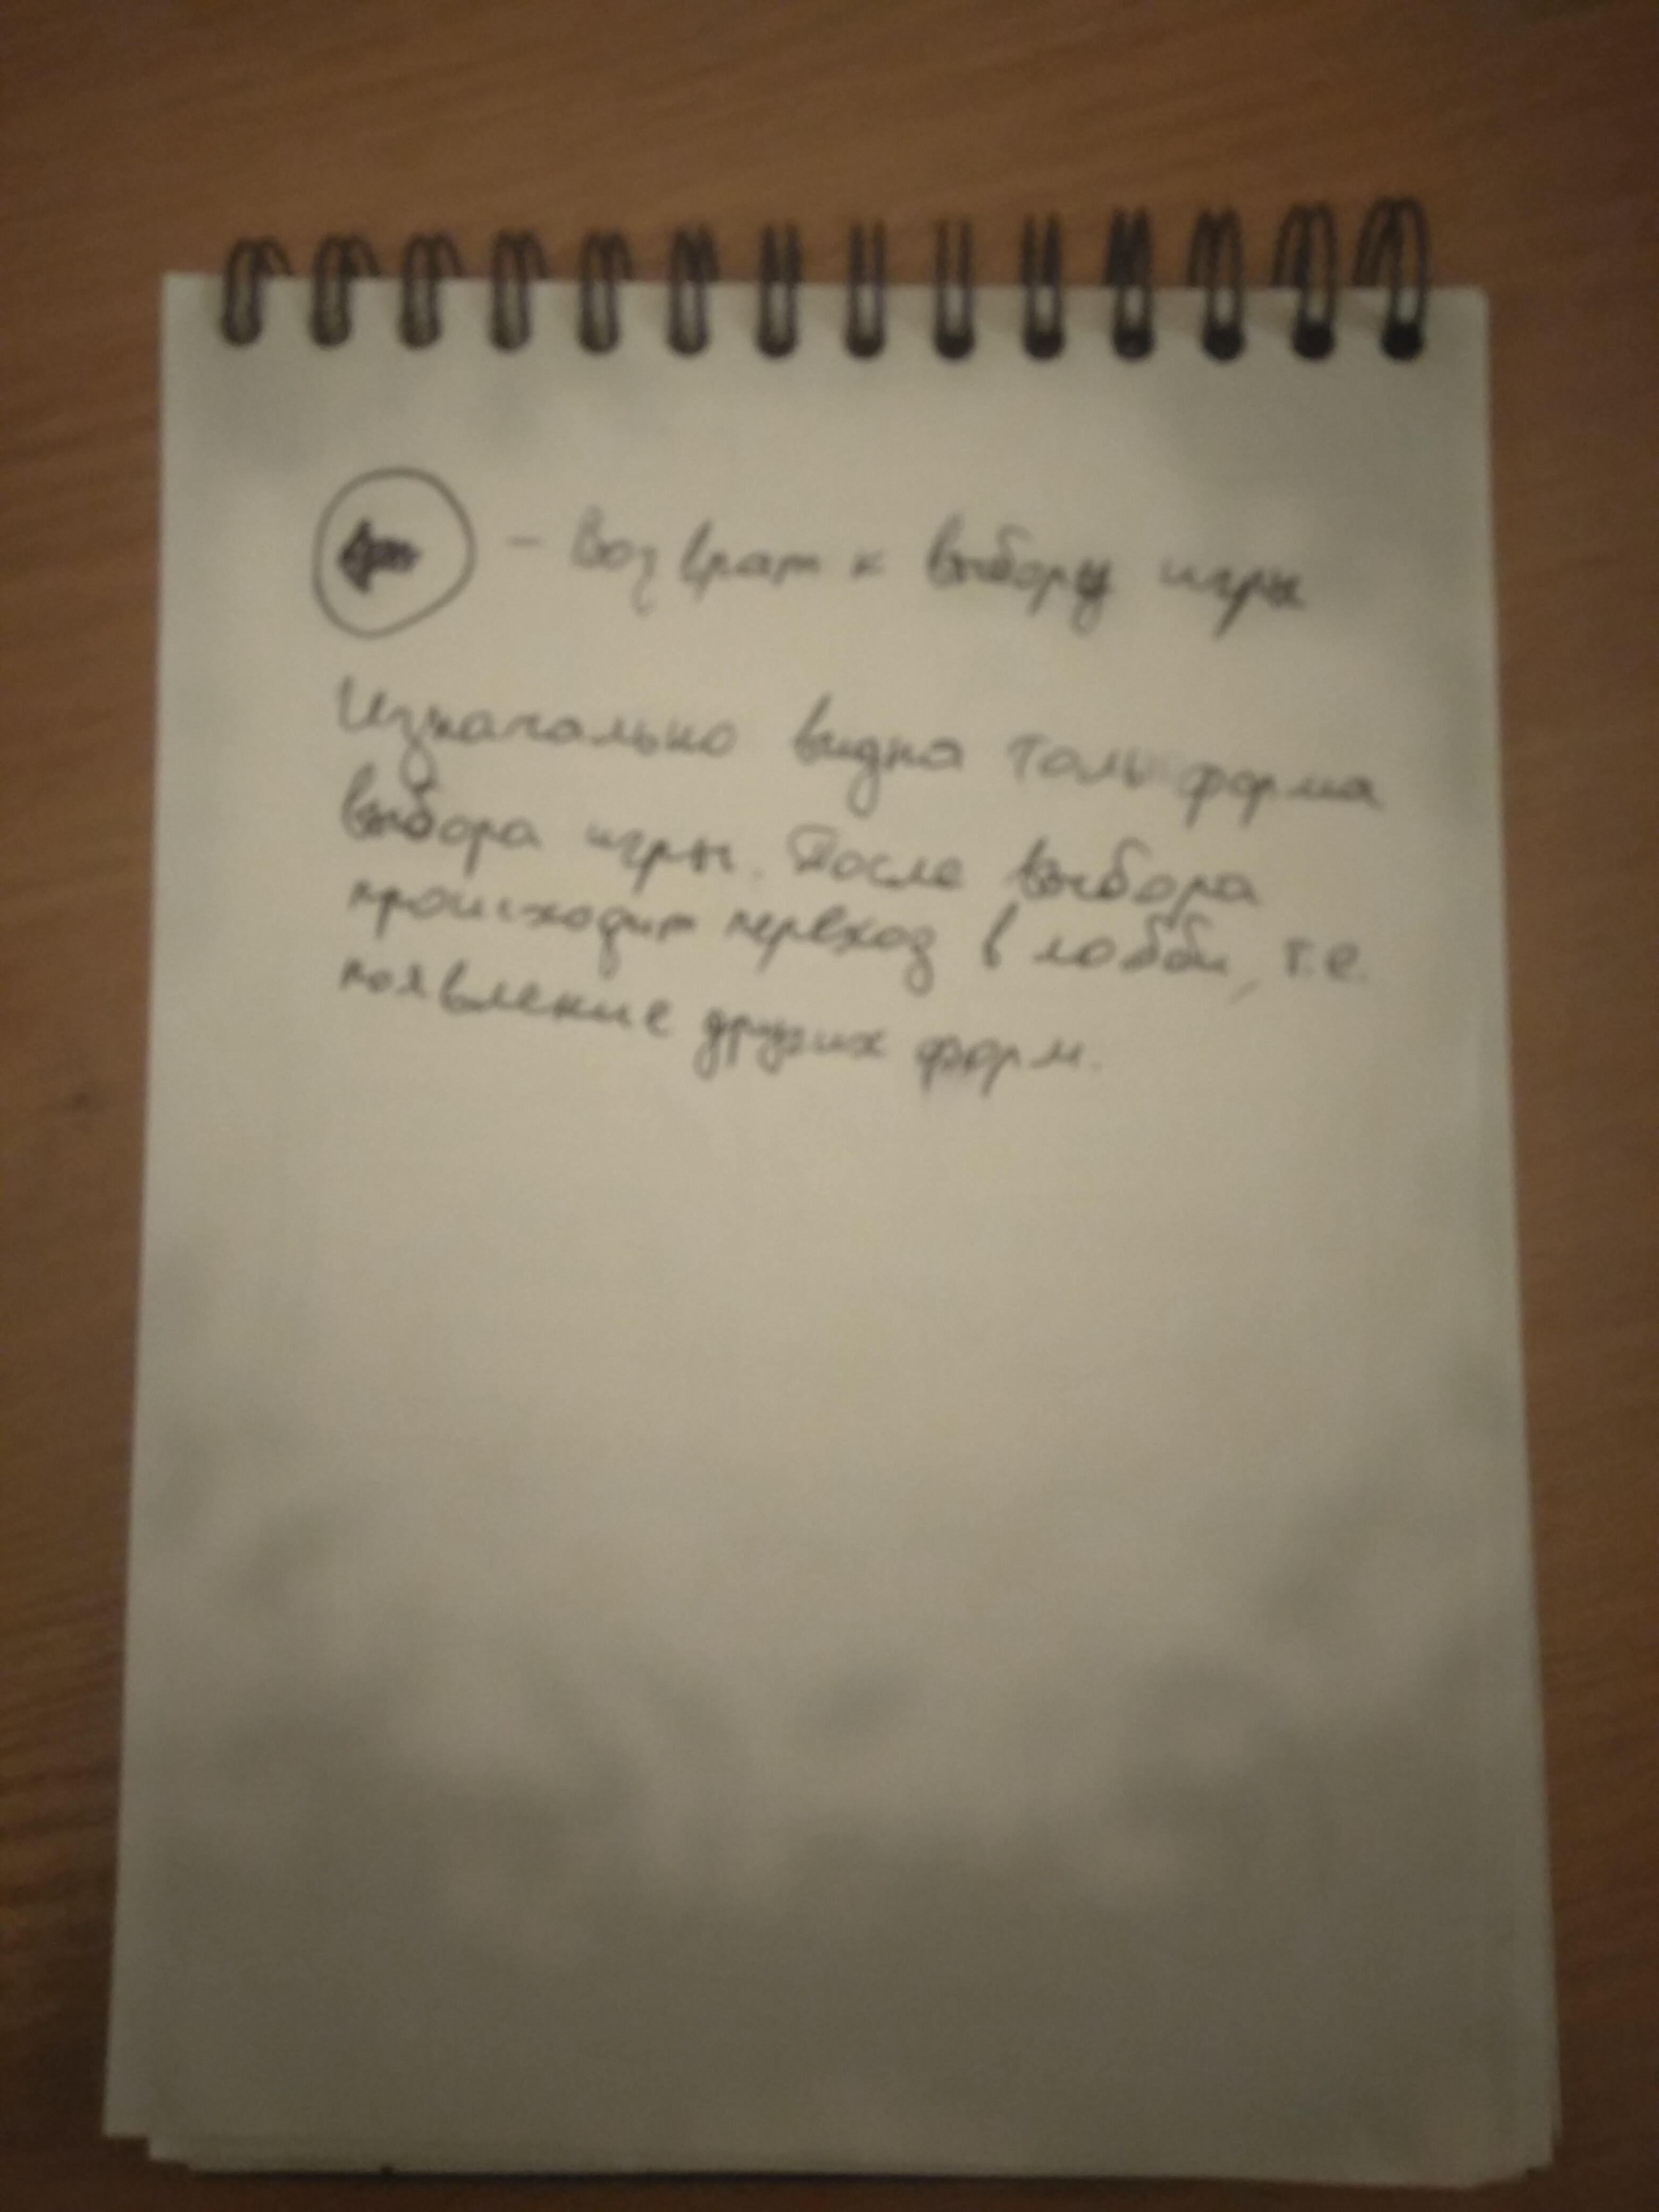 - возврат к выбору игры
Изначально видна толь форма
выбора игры. После выбора
происходит переход в лобби, т.е.
появление других форм.